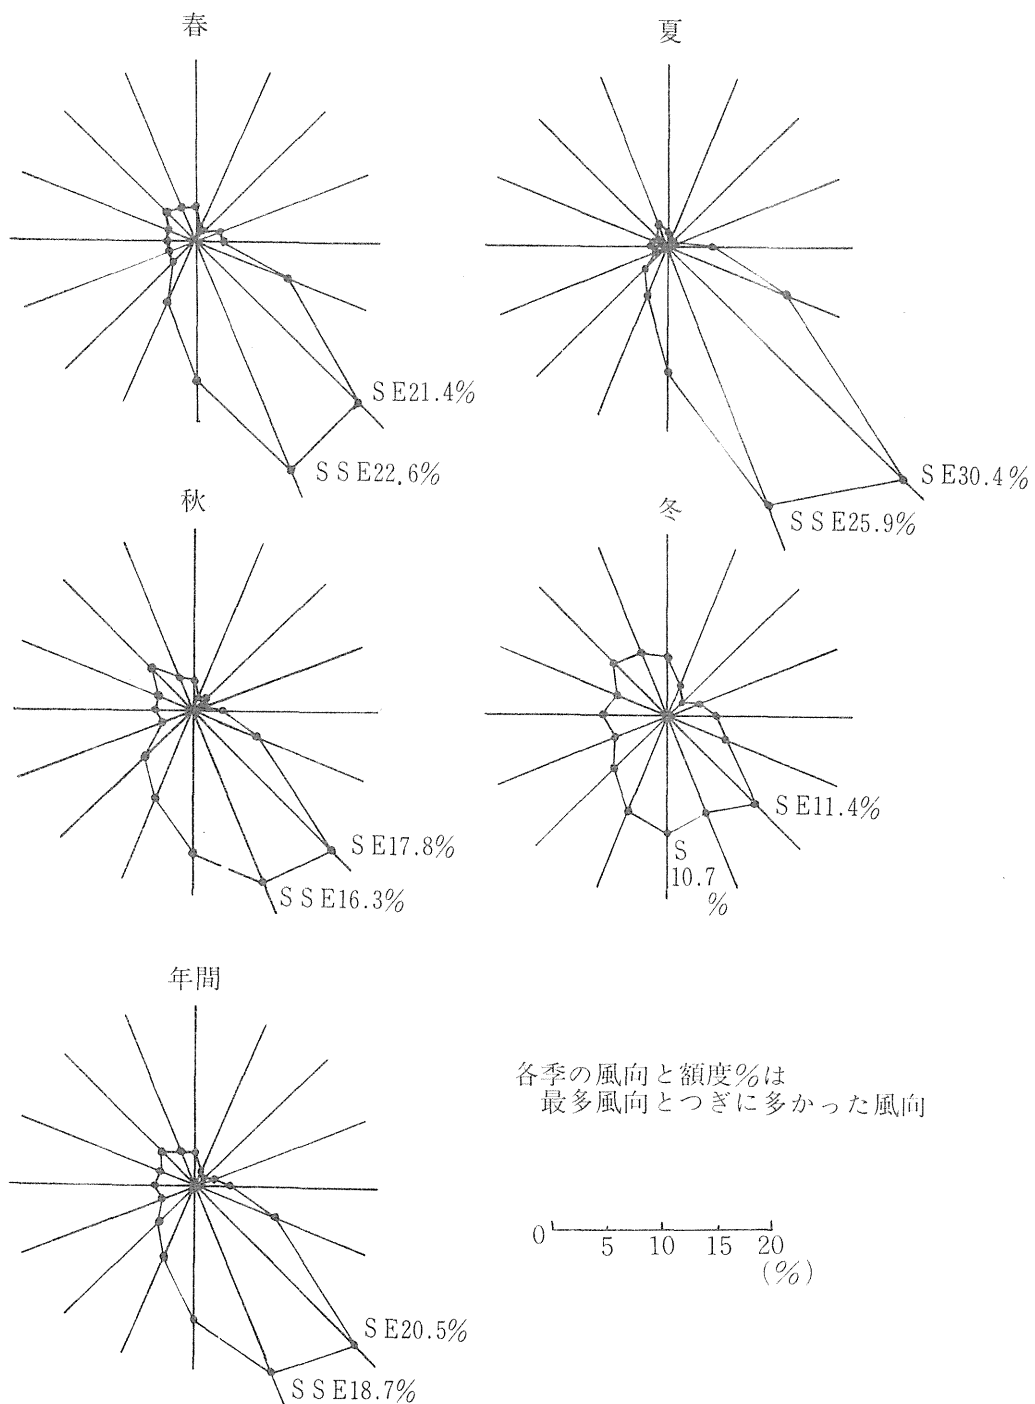 春
SE21.4%
SSE22.6%
夏
SE30.4%
SSE25.9%
秋
SE17.8%
SSE16.3%
冬
SE11.4%
S
10.7
%
年間
SE20.5%
SSE18.7%
各季の風向と額度%は
最多風向とつぎに多かった風向
0 5 10 15 20
(%)